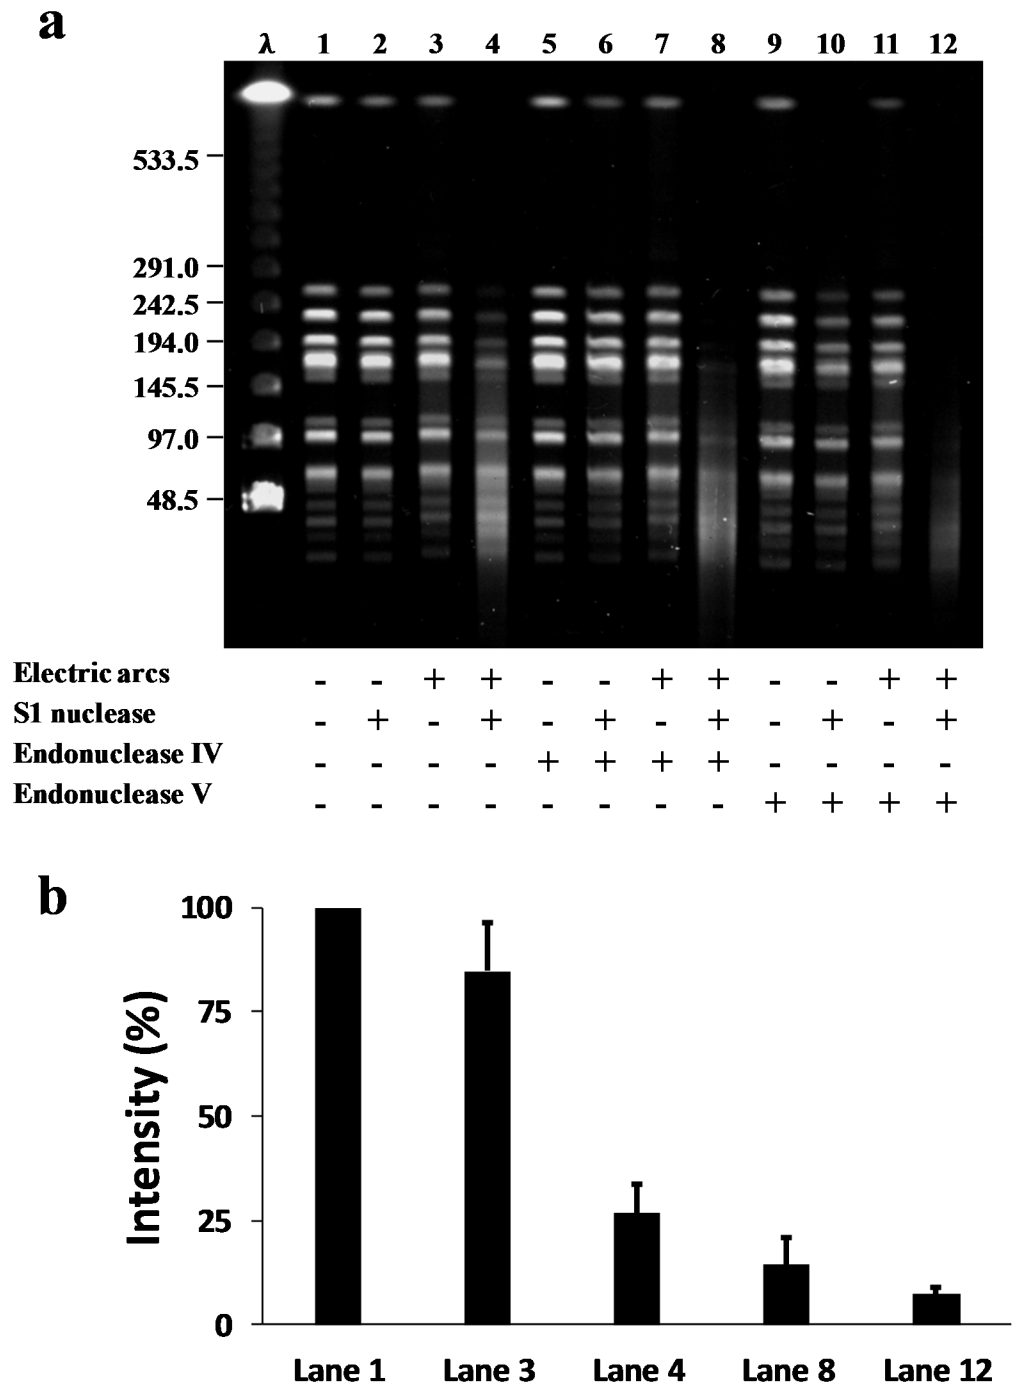 a
λ 1 2 3 4 5 6 7 8 9 10 11 12
533.5
291.0
242.5
194.0
145.5
97.0
48.5
Electric arcs - - + + - - + + - - + +
S1 nuclease - + - + - + - + - + - +
Endonuclease IV - - - - + + + + - - - -
Endonuclease V - - - - - - - - + + + +
b
100
75
50
25
0
Intensity (%)
Lane 1 Lane 3 Lane 4 Lane 8 Lane 12